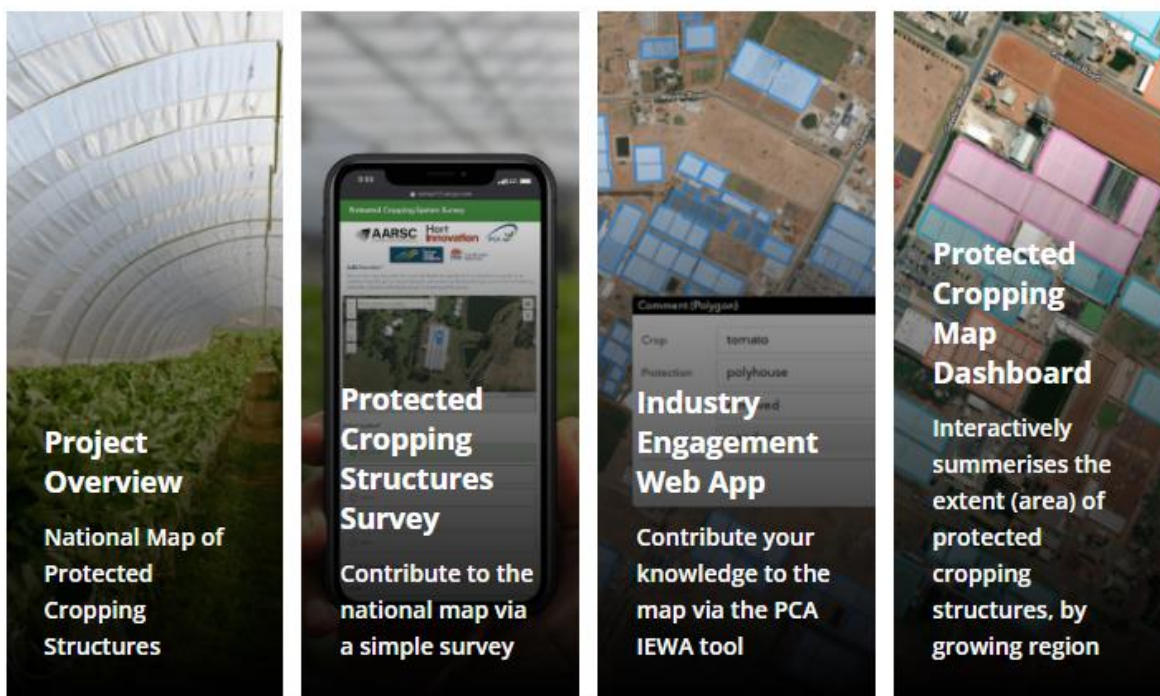 Project
Overview
National Map of
Protected
Cropping
Structures
AARSC
Hort
Innovation
Protected
Cropping
Structures
Survey
Contribute to the
national map via
a simple survey
Comment (Polygon)
Crop
tomato
Protection
polyhouse
Industry
Engagement
Web App
Contribute your
knowledge to the
map via the PCA
IEWA tool
Protected
Cropping
Map
Dashboard
Interactively
summerises the
extent (area) of
protected
cropping
structures, by
growing region